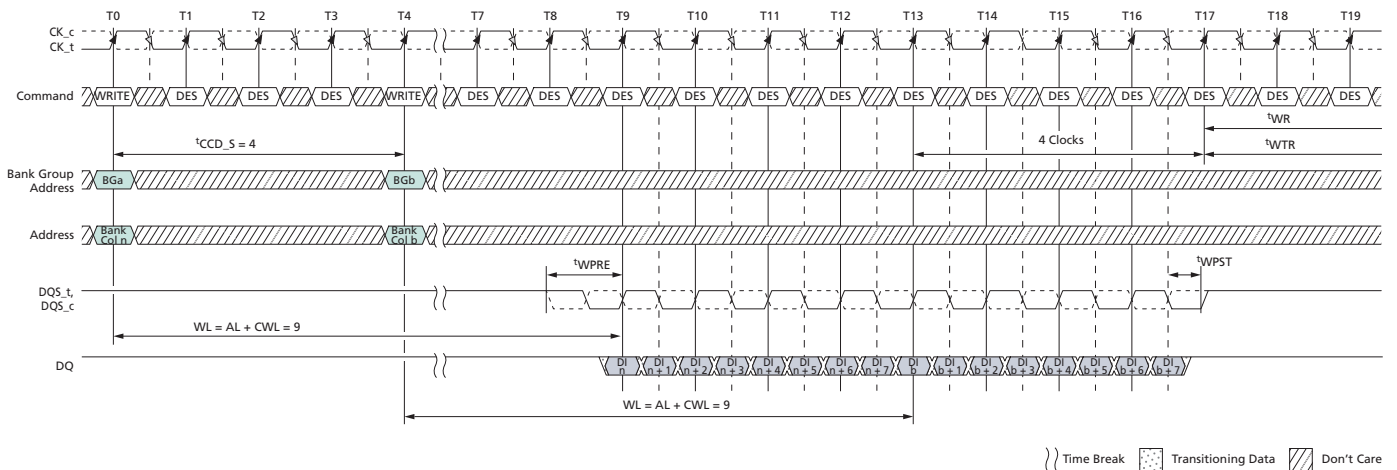 T0 T1 T2 T3 T4 T7 T8 T9 T10 T11 T12 T13 T14 T15 T16 T17 T18 T19
CK_c
CK_t
Command WRITE DES DES DES WRITE DES DES DES DES DES DES DES DES DES DES DES DES DES
tWR
tCCD_S = 4 4 Clocks tWTR
Bank Group
Address BGa BGb
Address Bank
Col n Bank
Col b
tWPRE tWPST
DQS_t,
DQS_c
WL = AL + CWL = 9
DQ DI
n DI
n + 1 DI
n + 2 DI
n + 3 DI
n + 4 DI
n + 5 DI
n + 6 DI
n + 7 DI
b DI
b + 1 DI
b + 2 DI
b + 3 DI
b + 4 DI
b + 5 DI
b + 6 DI
b + 7
WL = AL + CWL = 9
Time Break Transitioning Data Don't Care